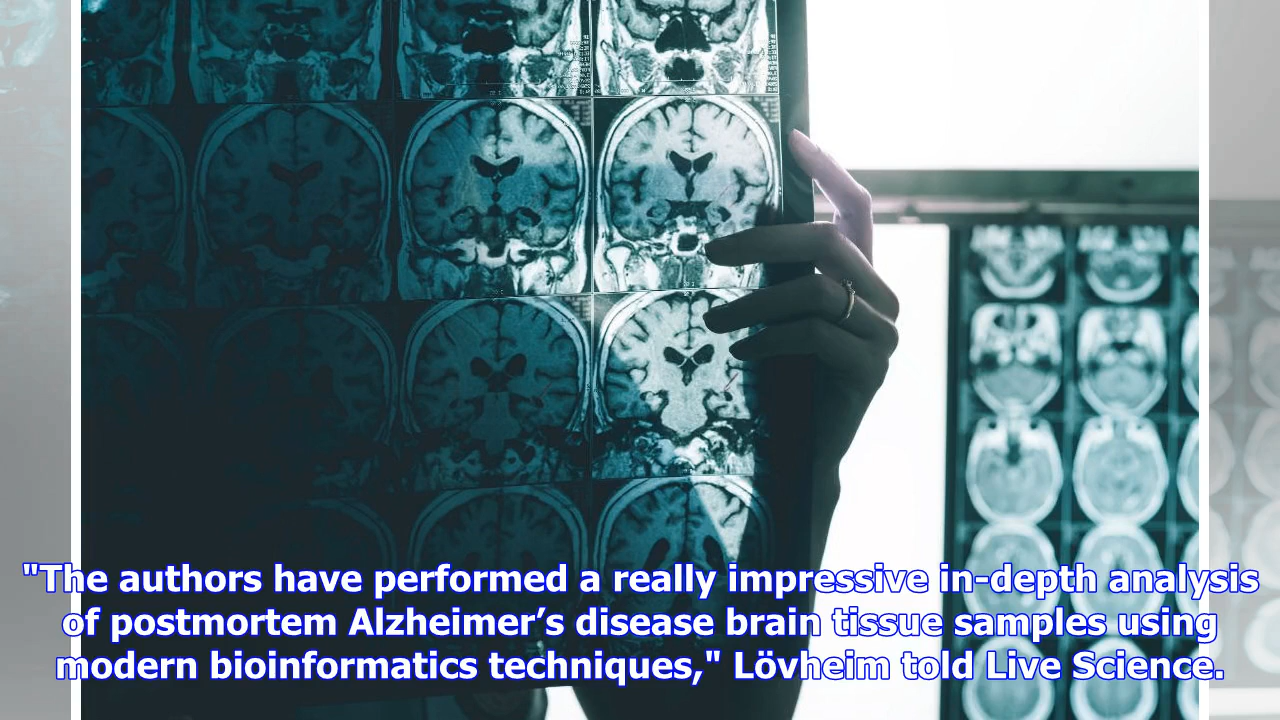 "The authors have performed a really impressive in-depth analysis
of postmortem Alzheimer’s disease brain tissue samples using
modern bioinformatics techniques," Lövheim told Live Science.